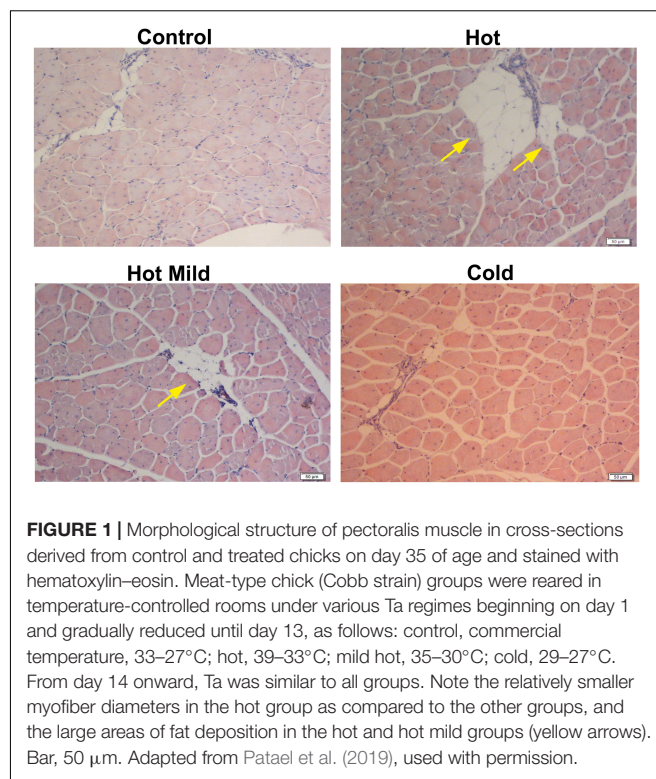 Control
Hot
50 µm
Hot Mild
Cold
50 µm
50 µm
FIGURE 1 | Morphological structure of pectoralis muscle in cross-sections
derived from control and treated chicks on day 35 of age and stained with
hematoxylin–eosin. Meat-type chick (Cobb strain) groups were reared in
temperature-controlled rooms under various Ta regimes beginning on day 1
and gradually reduced until day 13, as follows: control, commercial
temperature, 33–27°C; hot, 39–33°C; mild hot, 35–30°C; cold, 29–27°C.
From day 14 onward, Ta was similar to all groups. Note the relatively smaller
myofiber diameters in the hot group as compared to the other groups, and
the large areas of fat deposition in the hot and hot mild groups (yellow arrows).
Bar, 50 μm. Adapted from Patael et al. (2019), used with permission.